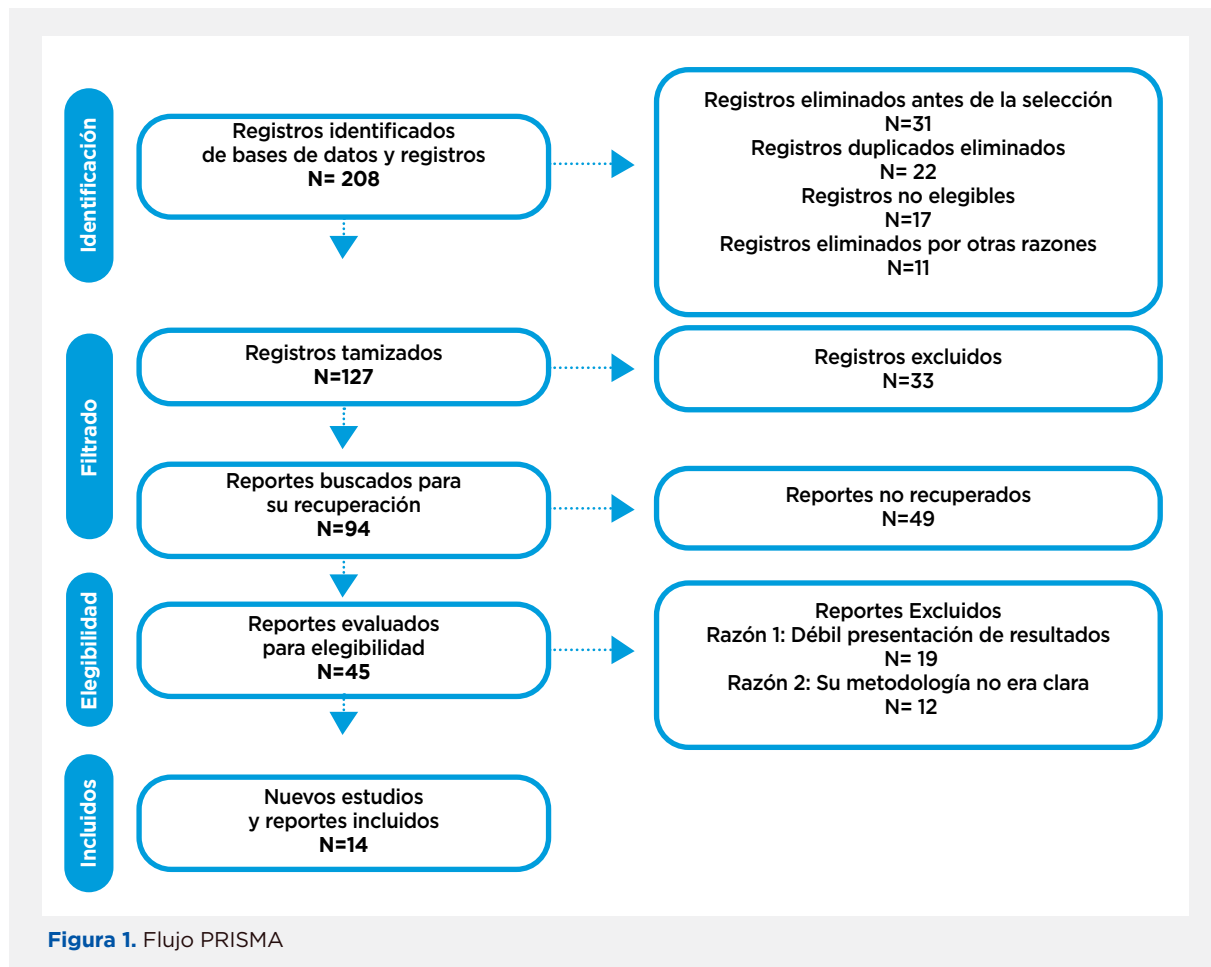 Identificación
Registros identificados
de bases de datos y registros
N= 208
Registros eliminados antes de la selección
N=31
Registros duplicados eliminados
N= 22
Registros no elegibles
N=17
Registros eliminados por otras razones
N=11
Filtrado
Registros tamizados
N=127
Registros excluidos
N=33
Reportes buscados para
su recuperación
N=94
Reportes no recuperados
N=49
Elegibilidad
Reportes evaluados
para elegibilidad
N=45
Reportes Excluidos
Razón 1: Débil presentación de resultados
N= 19
Razón 2: Su metodología no era clara
N= 12
Incluidos
Nuevos estudios
y reportes incluidos
N=14
Figura 1. Flujo PRISMA